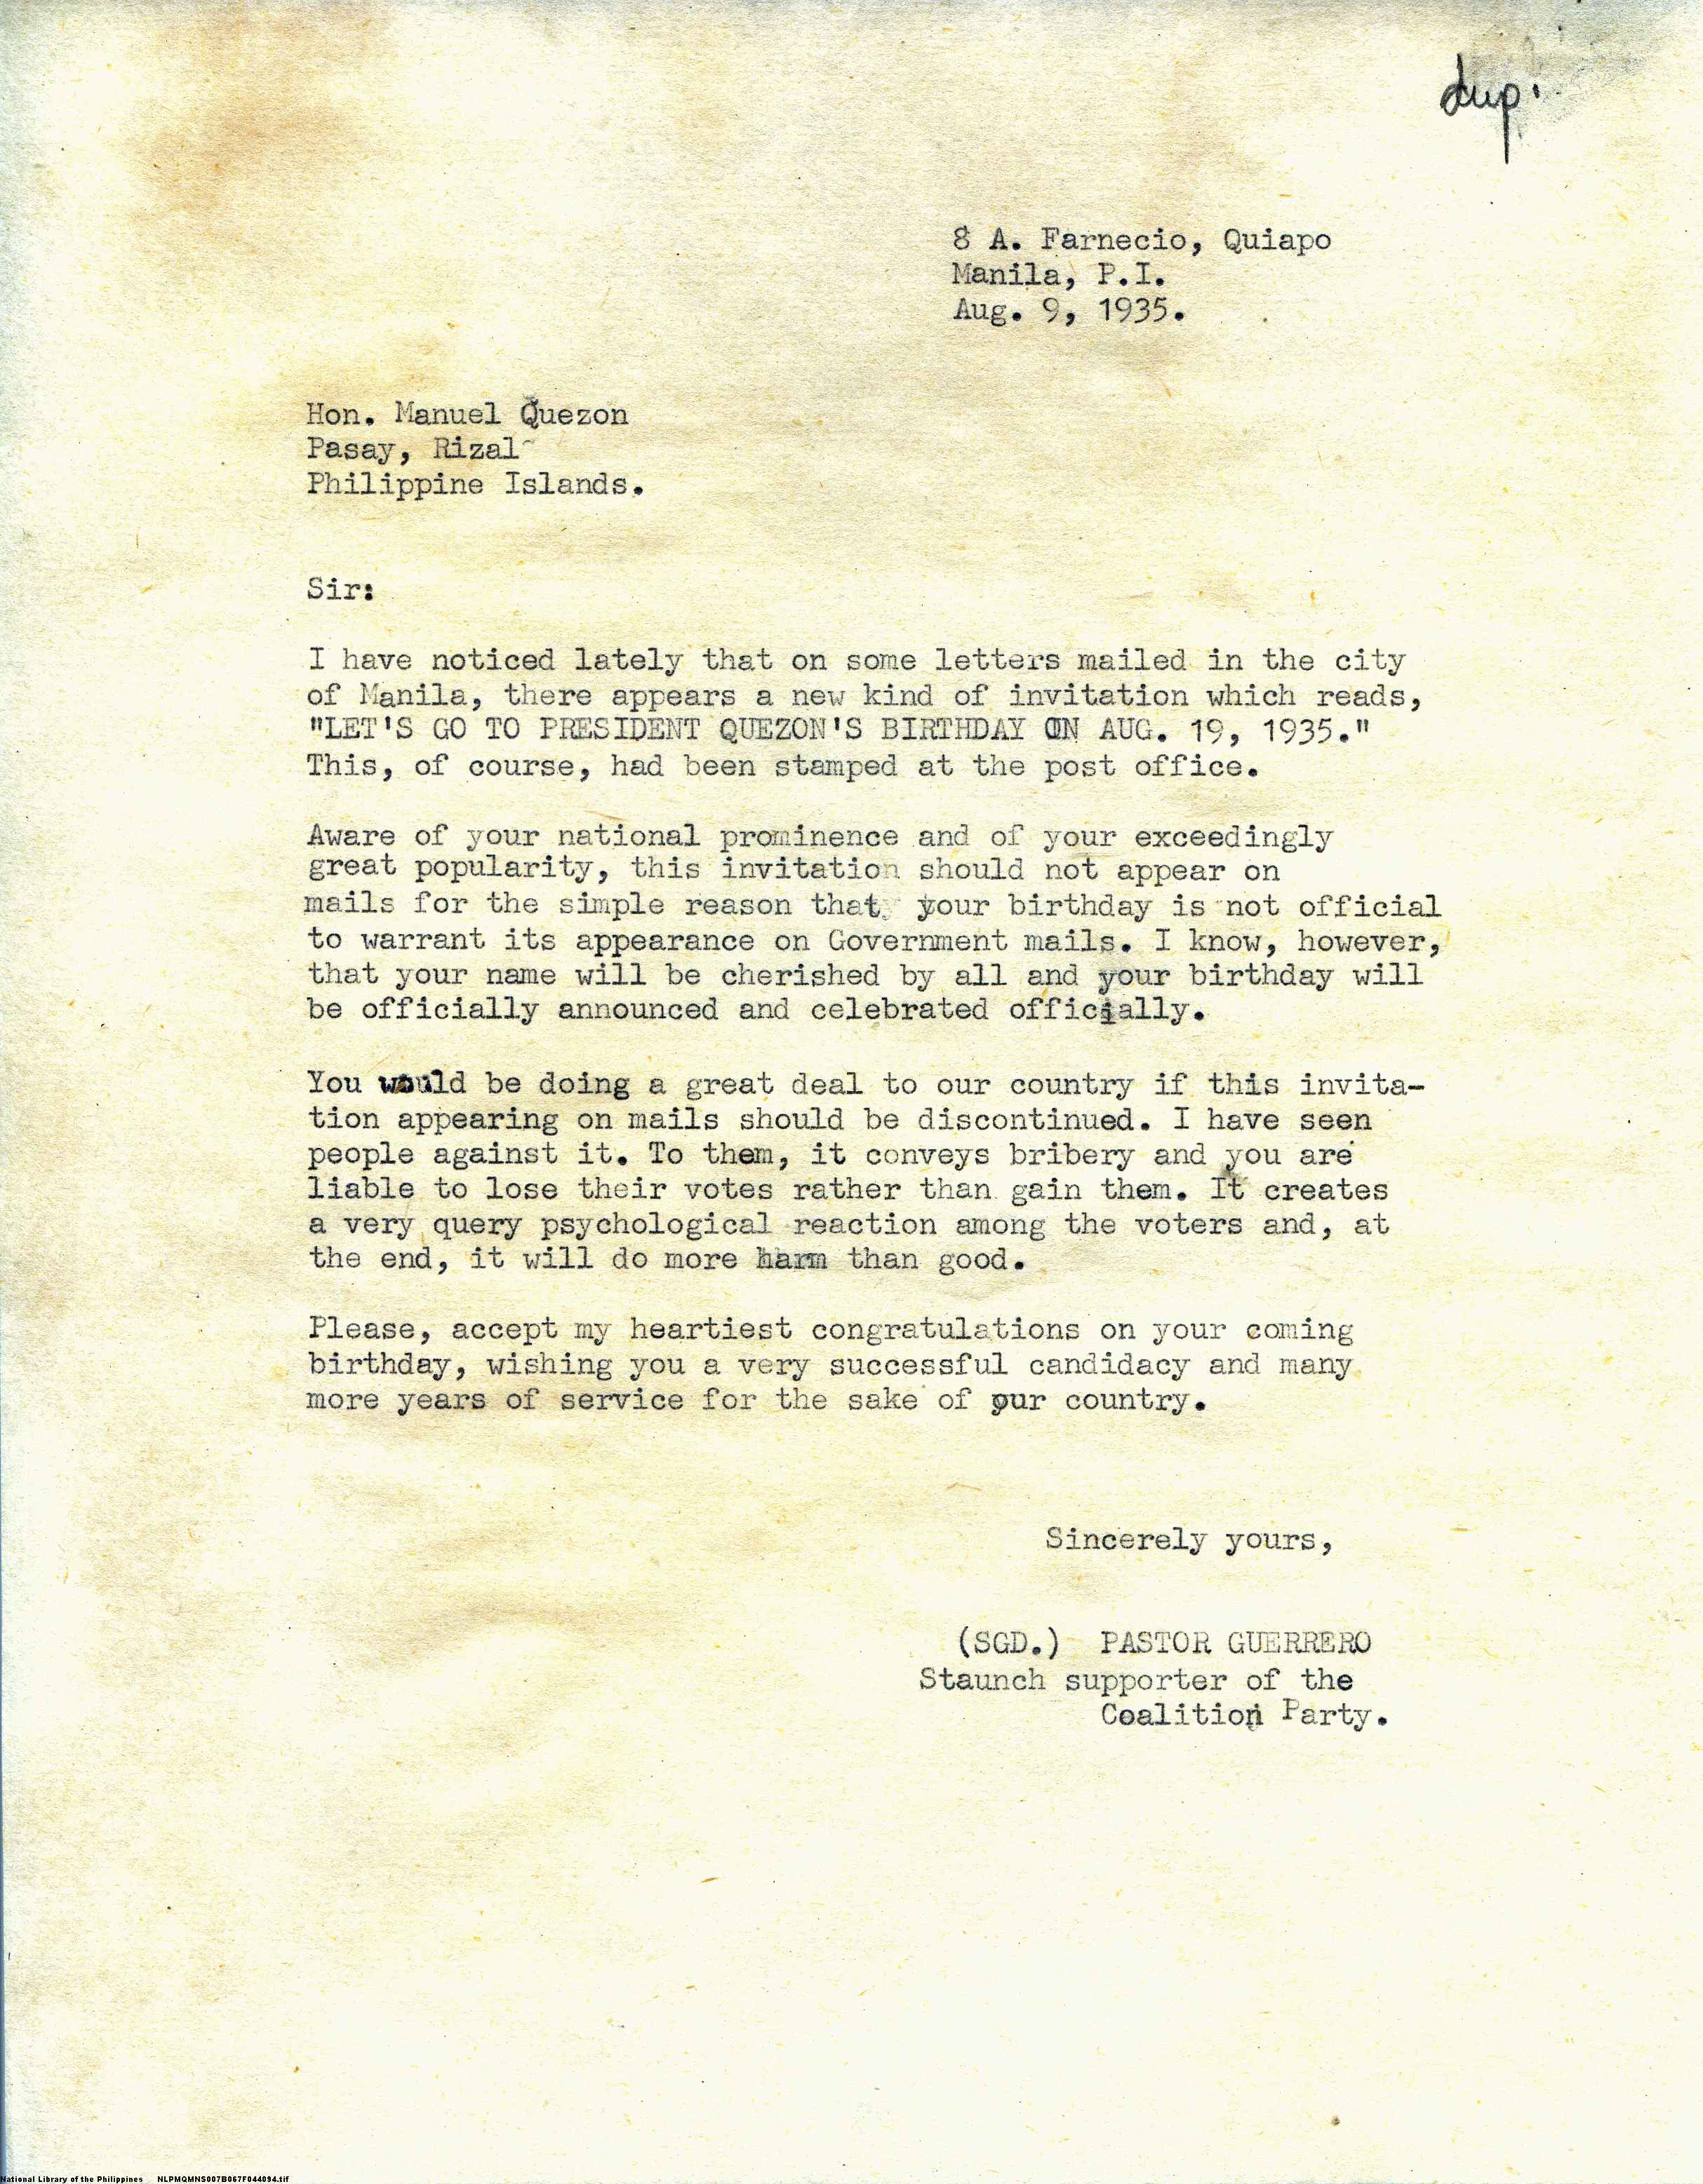 dup.
8 A. Farnecio, Quiapo
Manila, P.I.
Aug. 9, 1935.
Hon. Manuel Quezon
Pasay, Rizal
Philippine Islands.
Sir:
I have noticed lately that on some letters mailed in the city
of Manila, there appears a new kind of invitation which reads,
"LET'S GO TO PRESIDENT QUEZON'S BIRTHDAY ON AUG. 19, 1935."
This, of course, had been stamped at the post office.
Aware of your national prominence and of your exceedingly
great popularity, this invitation should not appear on
mails for the simple reason that your birthday is not official
to warrant its appearance on Government mails. I know, however,
that your name will be cherished by all and your birthday will
be officially announced and celebrated officially.
You would be doing a great deal to our country if this invita-
tion appearing on mails should be discontinued. I have seen
people against it. To them, it conveys bribery and you are
liable to lose their votes rather than gain them. It creates
a very query psychological reaction among the voters and, at
the end, it will do more harm than good.
Please, accept my heartiest congratulations on your coming
birthday, wishing you a very successful candidacy and many
more years of service for the sake of our country.
Sincerely yours,
(SGD.) PASTOR GUERRERO
Staunch supporter of the
Coalition Party.
National Library of the Philippines NLPMQMNS007B067F044094.tif